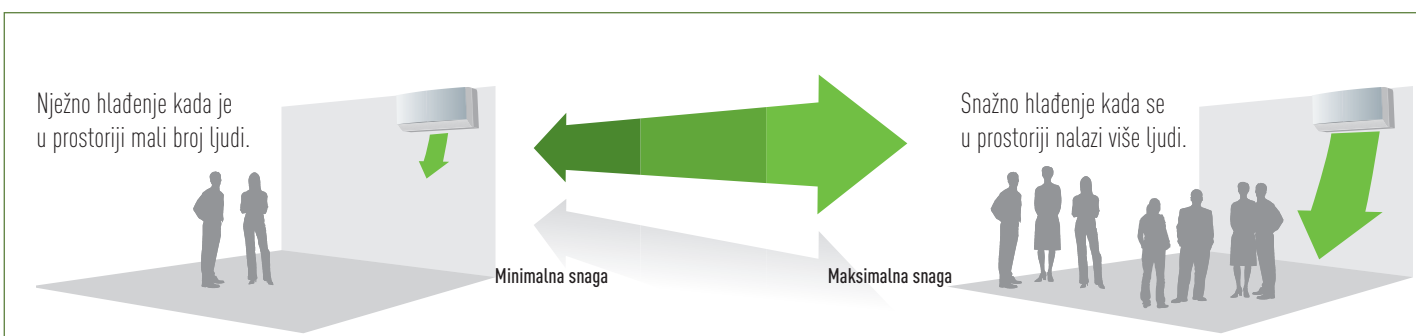 Nježno hlađenje kada je
u prostoriji mali broj ljudi.
Minimalna snaga
Maksimalna snaga
Snažno hlađenje kada se
u prostoriji nalazi više ljudi.